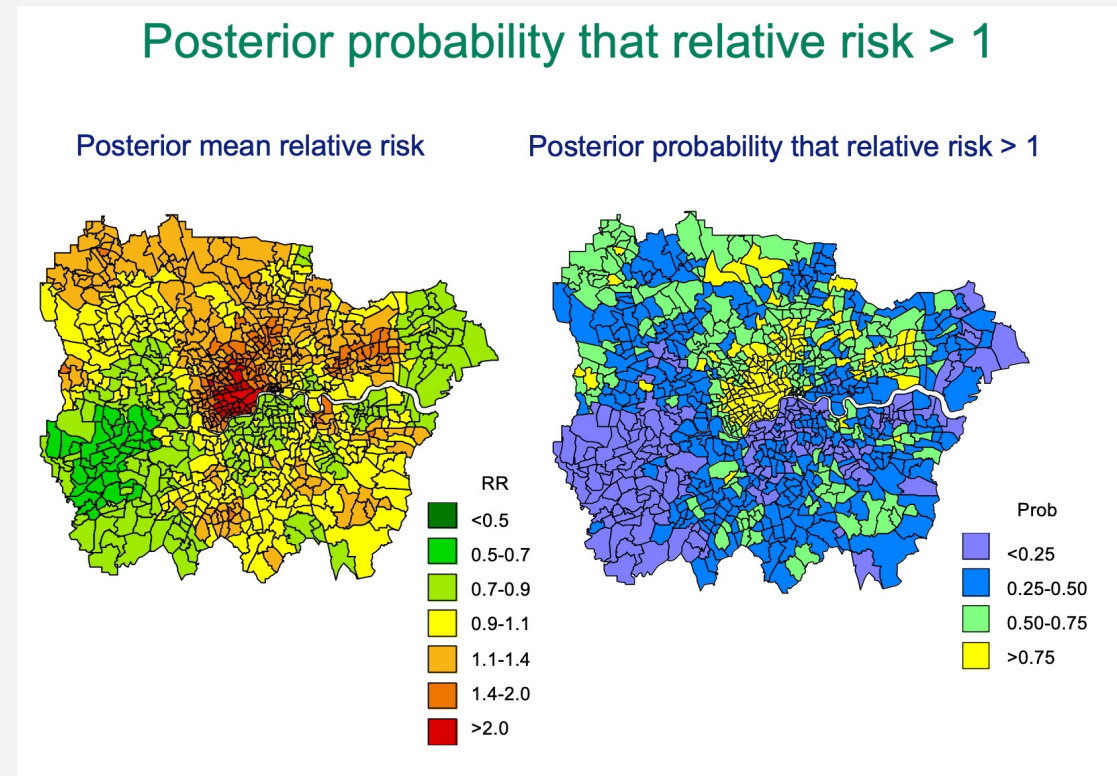 Posterior probability that relative risk > 1
Posterior mean relative risk
Posterior probability that relative risk > 1
RR
<0.5
0.5-0.7
0.7-0.9
0.9-1.1
1.1-1.4
1.4-2.0
>2.0
Prob
<0.25
0.25-0.50
0.50-0.75
>0.75